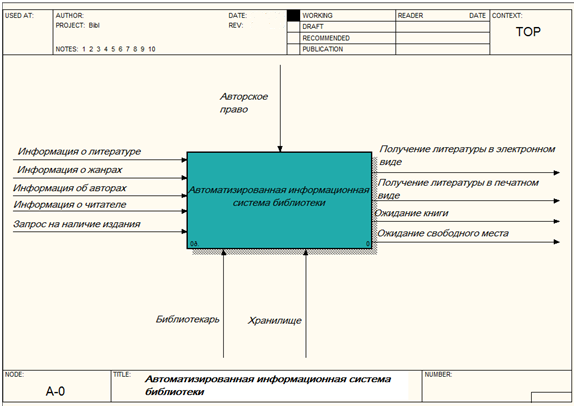 USED AT:
AUTHOR:
DATE:
WORKING
READER
DATE
CONTEXT:
PROJECT: Bibl
REV:
DRAFT
TOP
RECOMMENDED
NOTES: 1 2 3 4 5 6 7 8 9 10
PUBLICATION
Авторское
право
Информация о литературе
Информация о жанрах
Информация об авторах
Информация о читателе
Запрос на наличие издания
Автоматизированная информационная
система библиотеки
0
Получение литературы в электронном
виде
Получение литературы в печатном
виде
Ожидание книги
Ожидание свободного места
Библиотекарь
Хранилище
NODE:
A-0
TITLE:
Автоматизированная информационная система
библиотеки
NUMBER: